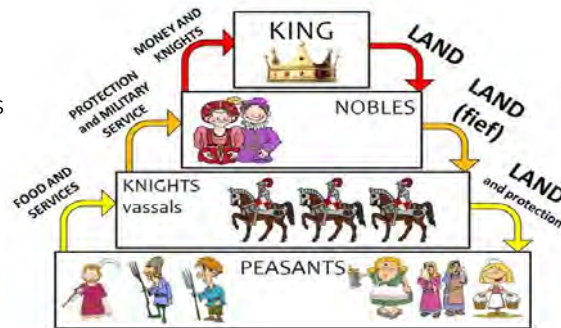 KING
MONEY AND
KNIGHTS
LAND
NOBLES
PROTECTION
and MILITARY
SERVICE
LAND
(fief)
KNIGHTS
vassals
FOOD AND
SERVICES
LAND
and protection
PEASANTS
s